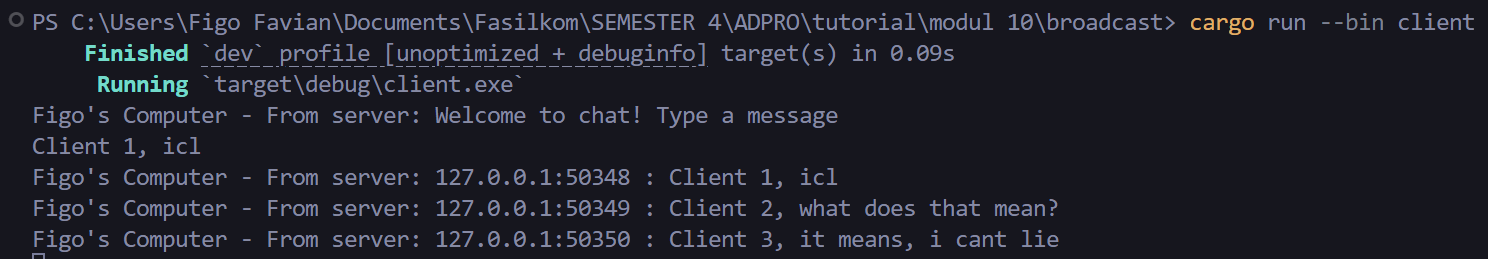 PS C:\Users\Figo Favian\Documents\Fasilkom\SEMESTER 4\ADPRO\tutorial\modul 10\broadcast> cargo run --bin client
Finished `dev` profile [unoptimized + debuginfo] target(s) in 0.09s
Running `target\debug\client.exe`
Figo's Computer - From server: Welcome to chat! Type a message
Client 1, icl
Figo's Computer - From server: 127.0.0.1:50348 : Client 1, icl
Figo's Computer - From server: 127.0.0.1:50349 : Client 2, what does that mean?
Figo's Computer - From server: 127.0.0.1:50350 : Client 3, it means, i cant lie